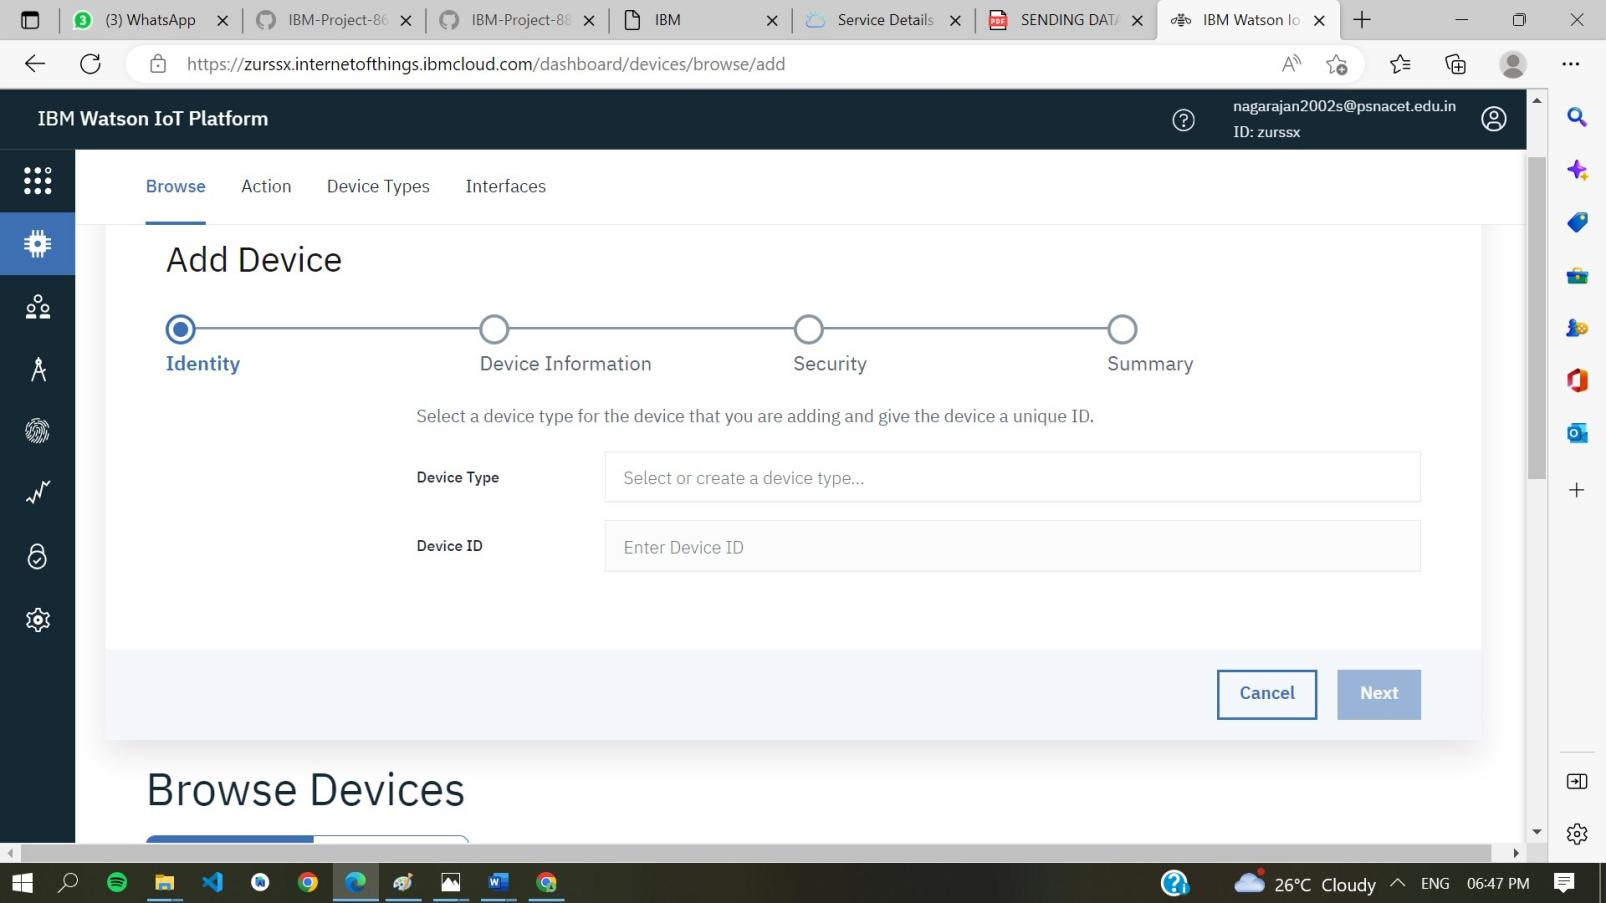 (3) WhatsApp
IBM-Project-86
IBM-Project-88
IBM
Service Details
SENDING DATA
IBM Watson Io
https://zurssx.internetofthings.ibmcloud.com/dashboard/devices/browse/add
IBM Watson IoT Platform
nagarajan2002s@psnacet.edu.in
ID: zurssx
Browse
Action
Device Types
Interfaces
Add Device
Identity
Device Information
Security
Summary
Select a device type for the device that you are adding and give the device a unique ID.
Device Type
Select or create a device type...
Device ID
Enter Device ID
Cancel
Next
Browse Devices
26°C Cloudy
ENG
06:47 PM